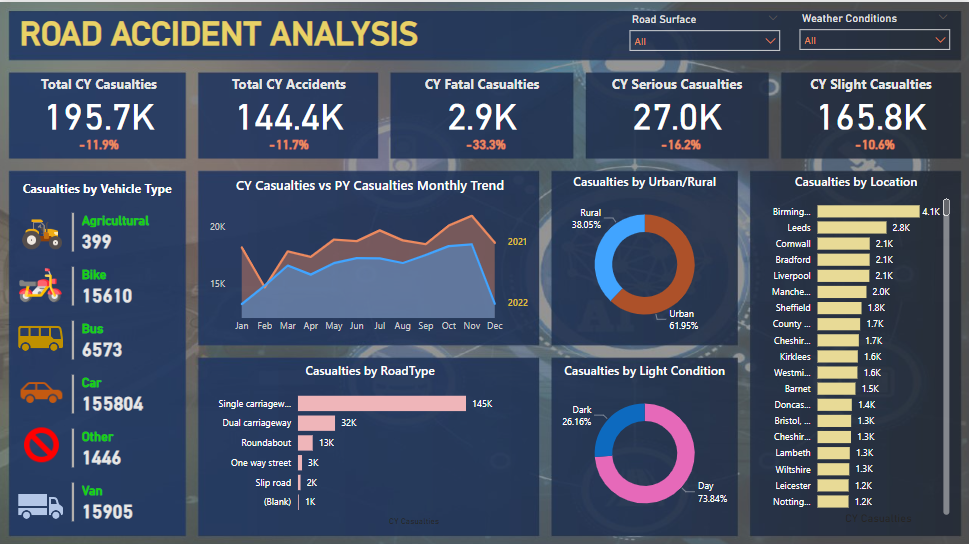 ROAD ACCIDENT ANALYSIS
Road Surface
All
Weather Conditions
All
Total CY Casualties
195.7K
-11.9%
Total CY Accidents
144.4K
-11.7%
CY Fatal Casualties
2.9K
-33.3%
CY Serious Casualties
27.0K
-16.2%
CY Slight Casualties
165.8K
-10.6%
Casualties by Vehicle Type
Agricultural
399
Bike
15610
Bus
6573
Car
155804
Other
1446
Van
15905
CY Casualties vs PY Casualties Monthly Trend
20K
15K
2021
2022
Jan Feb Mar Apr May Jun Jul Aug Sep Oct Nov Dec
Casualties by RoadType
Single carriagew... 145K
Dual carriageway 32K
Roundabout 13K
One way street 3K
Slip road 2K
(Blank) 1K
CY Casualties
Casualties by Urban/Rural
Rural
38.05%
Urban
61.95%
Casualties by Light Condition
Dark
26.16%
Day
73.84%
Casualties by Location
Birming... 4.1K
Leeds 2.8K
Cornwall 2.1K
Bradford 2.1K
Liverpool 2.1K
Manche... 2.0K
Sheffield 1.8K
County ... 1.7K
Cheshir... 1.7K
Kirklees 1.6K
Westmi... 1.6K
Barnet 1.5K
Doncas... 1.4K
Bristol, ... 1.3K
Cheshir... 1.3K
Lambeth 1.3K
Wiltshire 1.3K
Leicester 1.2K
Notting... 1.2K
CY Casualties